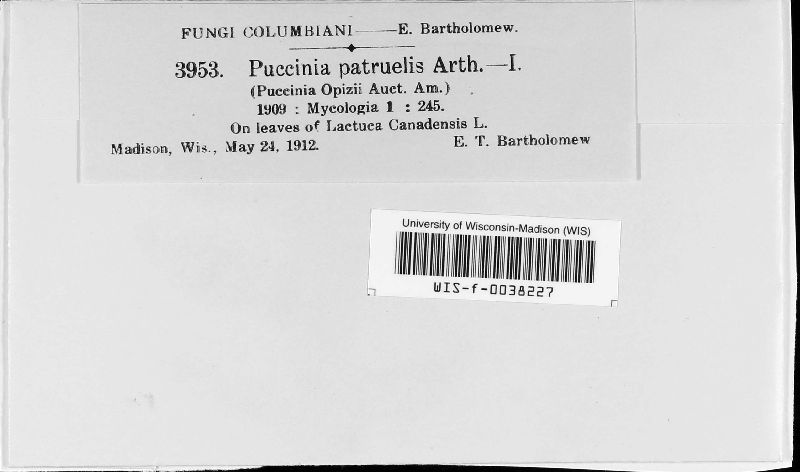 FUNGI COLUMBIANI——E. Bartholomew.
3953. Puccinia patruelis Arth.—I.
(Puccinia Opizii Auct. Am.)
1909 : Mycologia 1 : 245.
On leaves of Lactuca Canadensis L.
Madison, Wis., May 24, 1912. E. T. Bartholomew
University of Wisconsin-Madison (WIS)
WIS-f-0038227